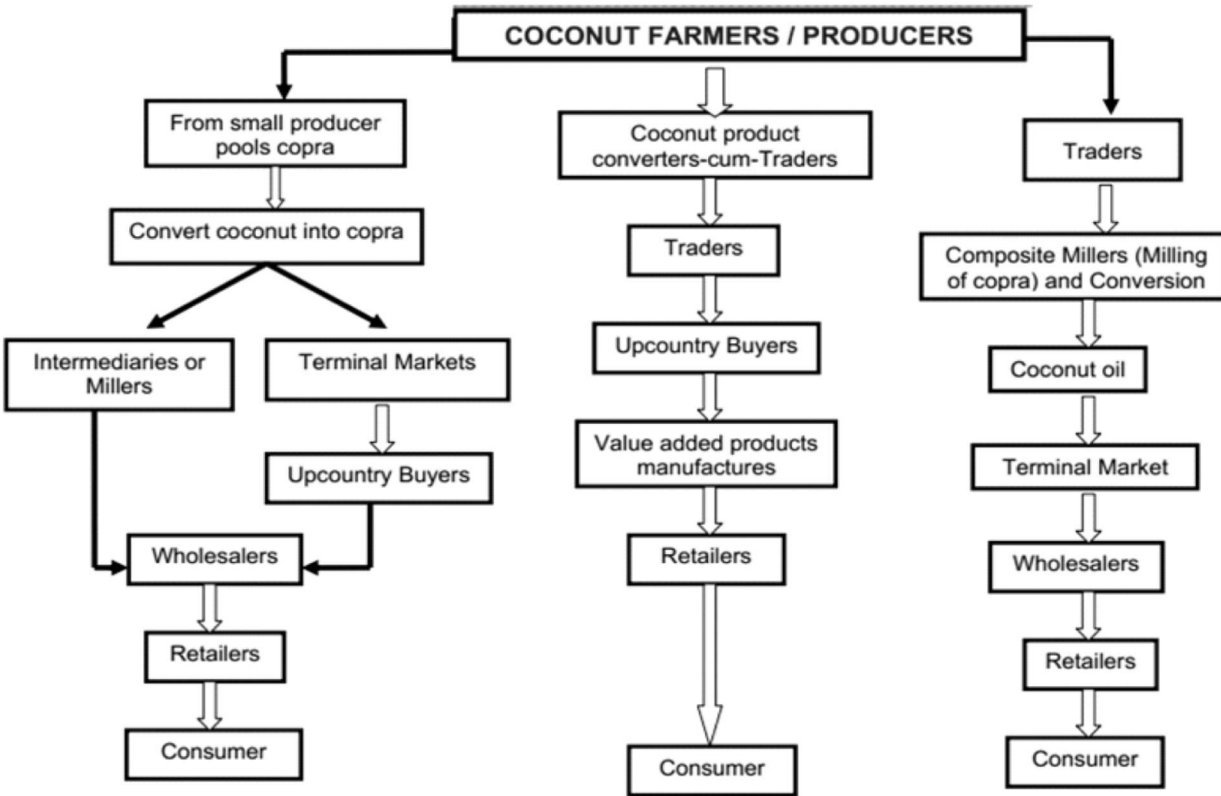 COCONUT FARMERS / PRODUCERS
From small producer
pools copra
Convert coconut into copra
Intermediaries or
Millers
Terminal Markets
Upcountry Buyers
Wholesalers
Retailers
Consumer
Coconut product
converters-cum-Traders
Traders
Upcountry Buyers
Value added products
manufactures
Retailers
Consumer
Traders
Composite Millers (Milling
of copra) and Conversion
Coconut oil
Terminal Market
Wholesalers
Retailers
Consumer